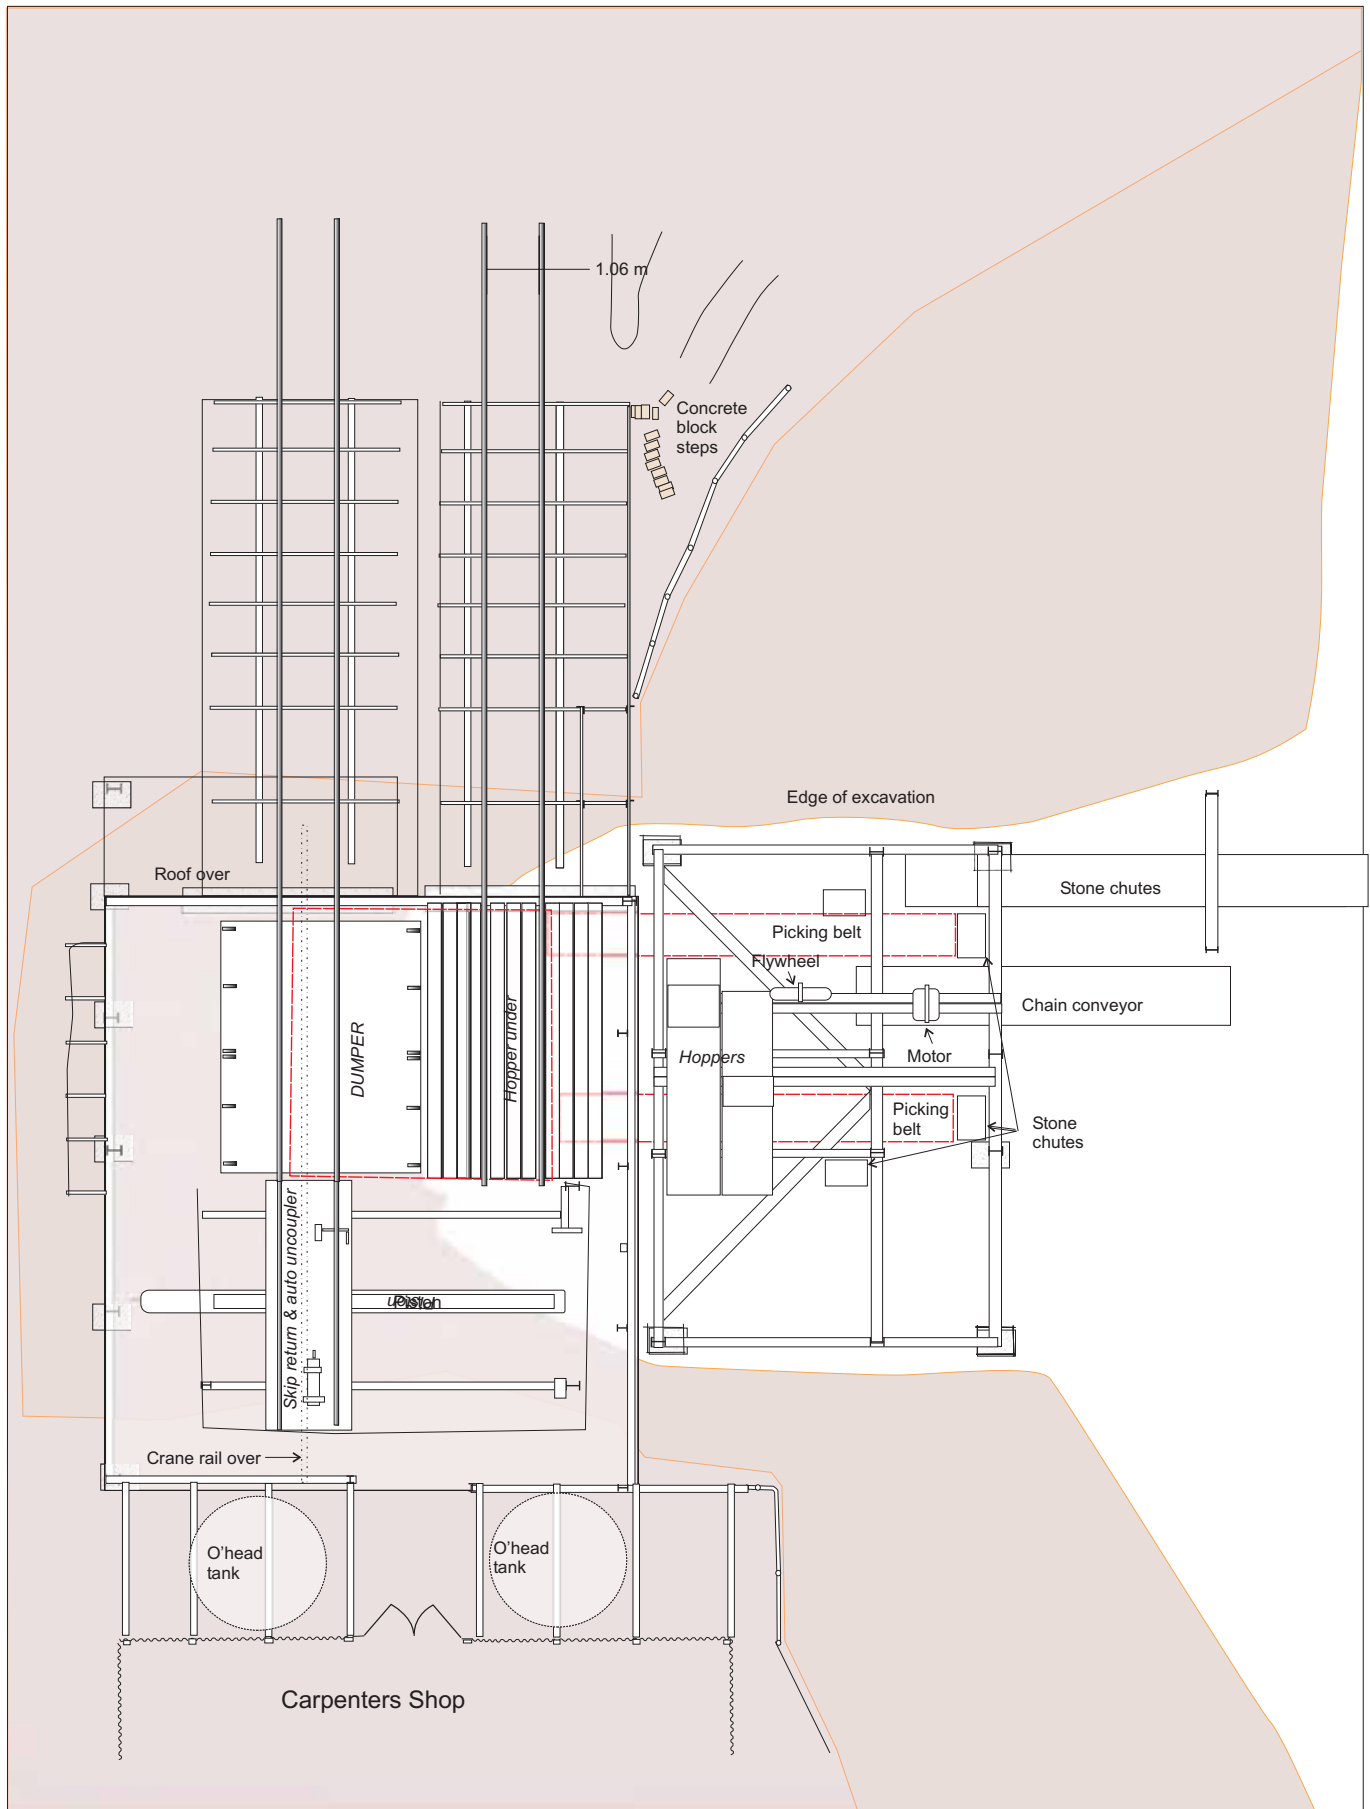 1.06 m
Concrete
block
steps
Edge of excavation
Roof over
Stone chutes
Picking belt
Flywheel
Chain conveyor
DUMPER
Hopper under
Hoppers
Motor
Picking
belt
Stone
chutes
Skip return & auto uncoupler
Piston
Piston
Crane rail over
O'head
tank
O'head
tank
Carpenters Shop